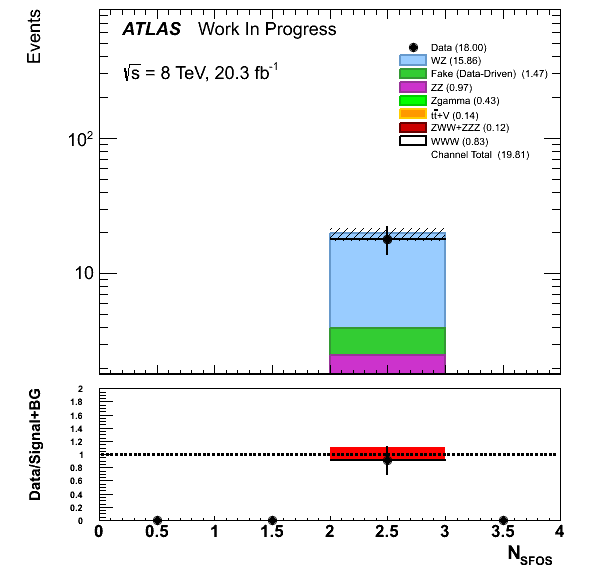 Events
ATLAS Work In Progress
√s = 8 TeV, 20.3 fb⁻¹
Data (18.00)
WZ (15.86)
Fake (Data-Driven) (1.47)
ZZ (0.97)
Zgamma (0.43)
tt̄+V (0.14)
ZWW+ZZZ (0.12)
WWW (0.83)
Channel Total (19.81)
10²
10
Data/Signal+BG
2
1.8
1.6
1.4
1.2
1
0.8
0.6
0.4
0.2
0
0 0.5 1 1.5 2 2.5 3 3.5 4
N_SFOS